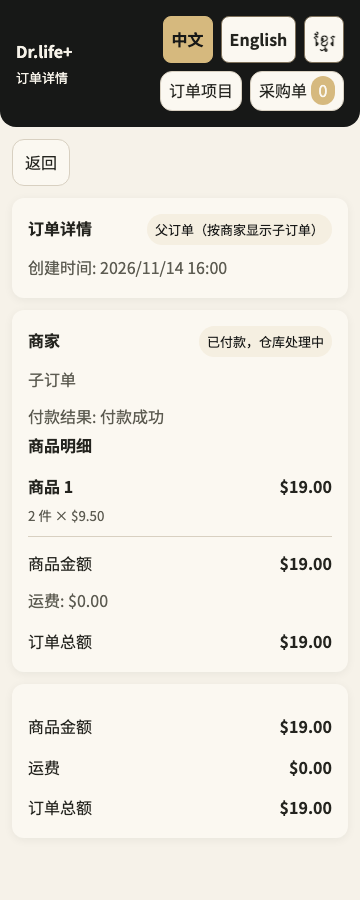 Dr.life+
订单详情
中文
English
ខ្មែរ
订单项目
采购单 0
返回
订单详情
父订单（按商家显示子订单）
创建时间: 2026/11/14 16:00
商家
已付款，仓库处理中
子订单
付款结果: 付款成功
商品明细
商品 1
$19.00
2 件 × $9.50
商品金额
$19.00
运费: $0.00
订单总额
$19.00
商品金额
$19.00
运费
$0.00
订单总额
$19.00